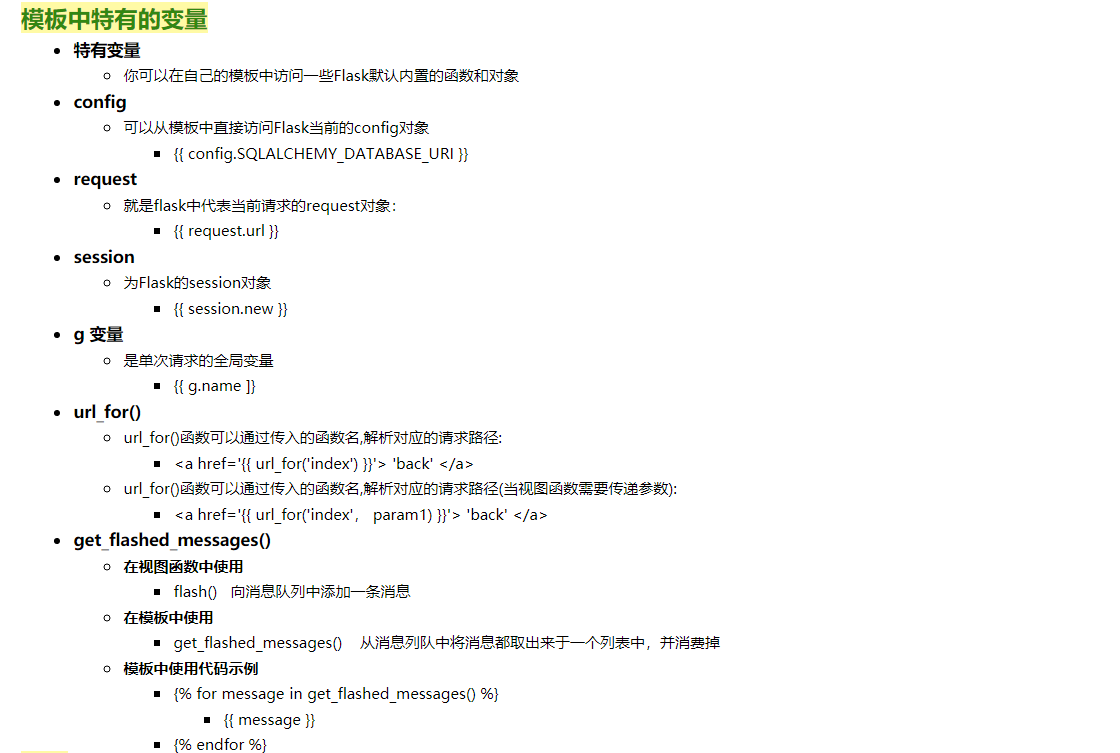 模板中特有的变量
特有变量
你可以在自己的模板中访问一些Flask默认内置的函数和对象
config
可以从模板中直接访问Flask当前的config对象
{{ config.SQLALCHEMY_DATABASE_URI }}
request
就是flask中代表当前请求的request对象：
{{ request.url }}
session
为Flask的session对象
{{ session.new }}
g 变量
是单次请求的全局变量
{{ g.name ]}
url_for()
url_for()函数可以通过传入的函数名,解析对应的请求路径:
<a href='{{ url_for('index') }}'> 'back' </a>
url_for()函数可以通过传入的函数名,解析对应的请求路径(当视图函数需要传递参数):
<a href='{{ url_for('index'， param1) }}'> 'back' </a>
get_flashed_messages()
在视图函数中使用
flash() 向消息队列中添加一条消息
在模板中使用
get_flashed_messages() 从消息列队中将消息都取出来于一个列表中，并消费掉
模板中使用代码示例
{% for message in get_flashed_messages() %}
{{ message }}
{% endfor %}